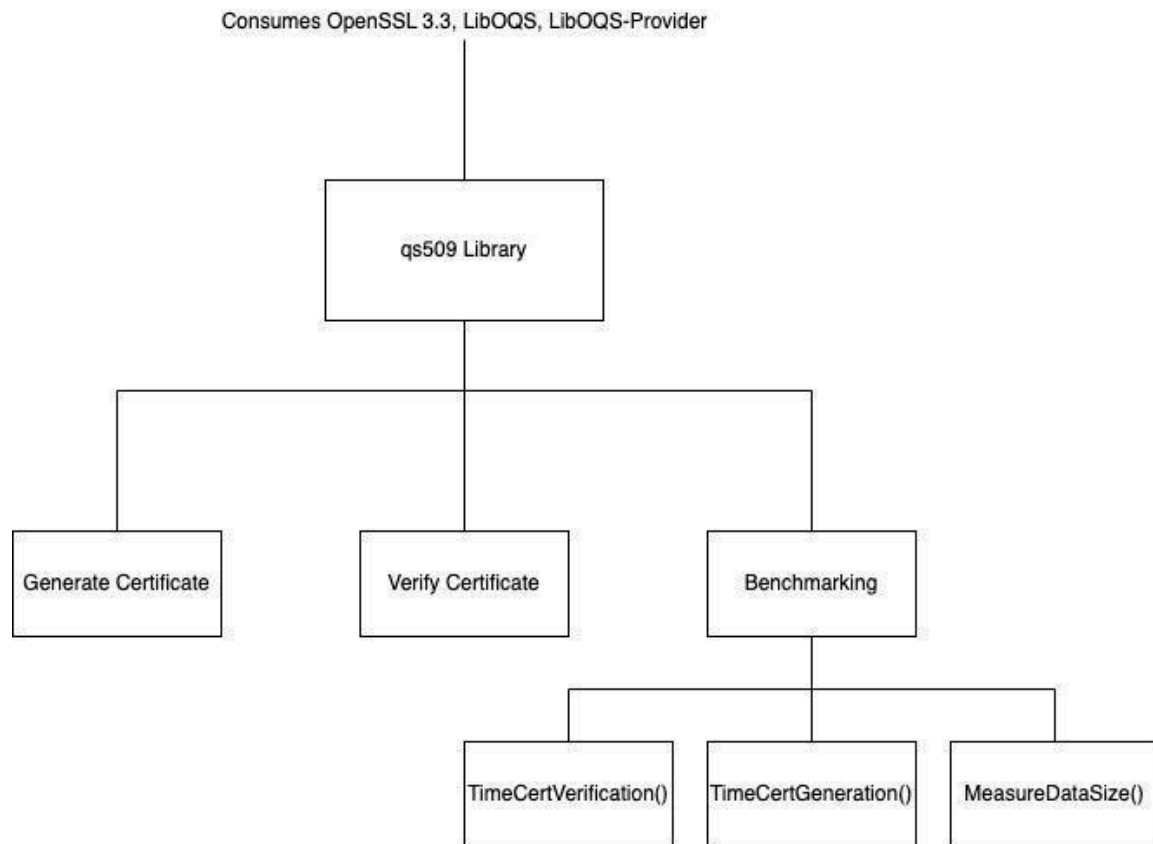 Consumes OpenSSL 3.3, LibOQS, LibOQS-Provider
qs509 Library
Generate Certificate
Verify Certificate
Benchmarking
TimeCertVerification()
TimeCertGeneration()
MeasureDataSize()